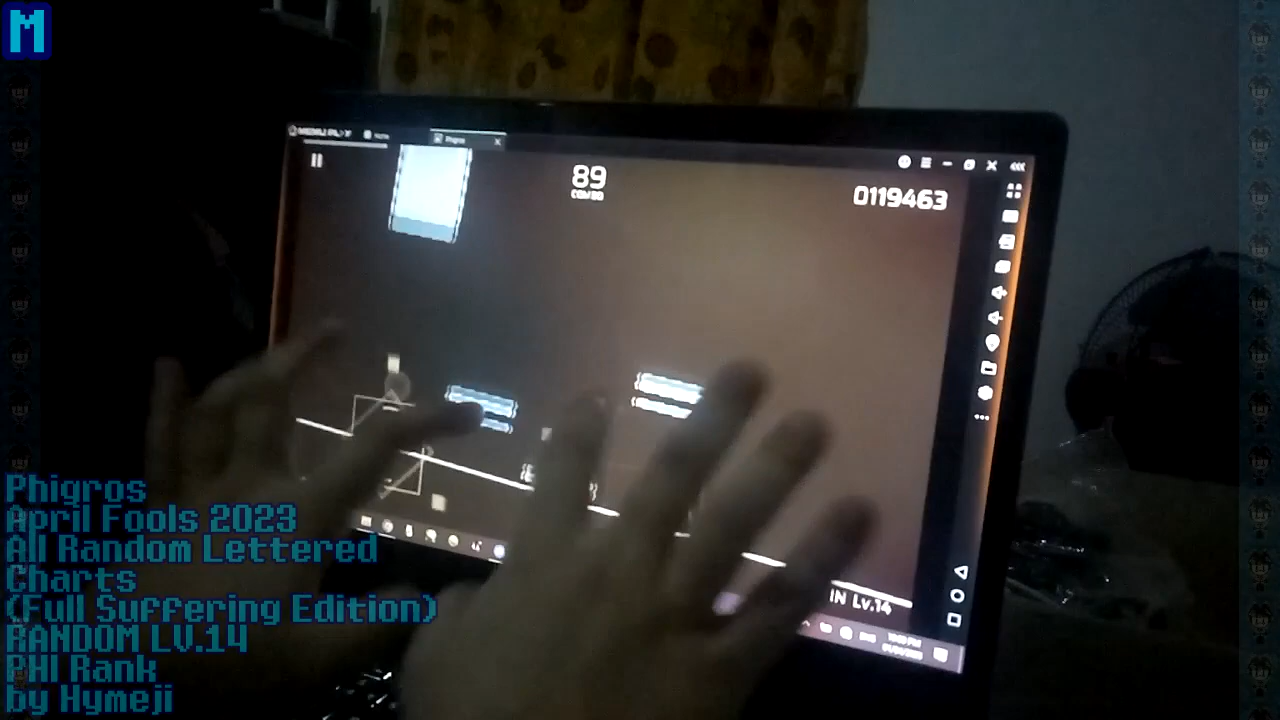 M
Phigros
89
COMBO
0119463
IN Lv.14
Phigros
April Fools 2023
All Random Lettered
Charts
(Full Suffering Edition)
RANDOM LV.14
PHI Rank
by Hymeji